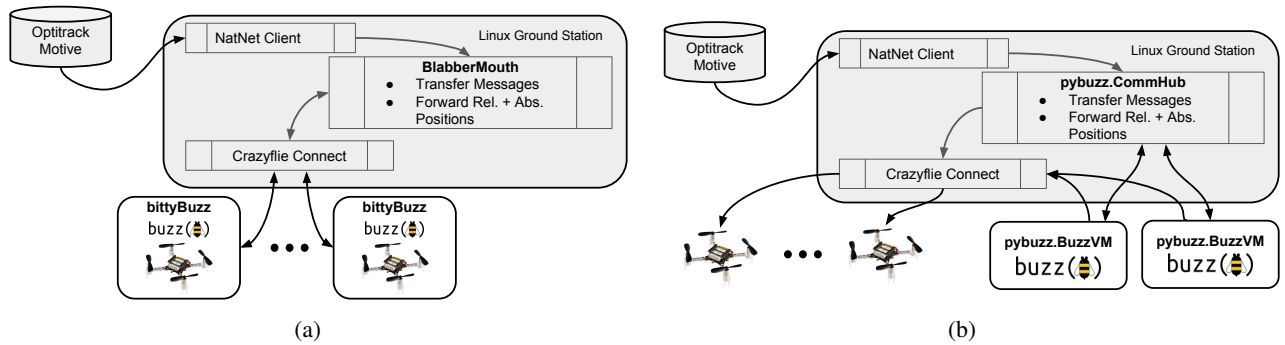 Optitrack
Motive
NatNet Client
Linux Ground Station
BlabberMouth
● Transfer Messages
● Forward Rel. + Abs.
Positions
Crazyflie Connect
bittyBuzz
buzz( )
bittyBuzz
buzz( )
(a)
Optitrack
Motive
NatNet Client
Linux Ground Station
pybuzz.CommHub
● Transfer Messages
● Forward Rel. + Abs.
Positions
Crazyflie Connect
pybuzz.BuzzVM
buzz( )
pybuzz.BuzzVM
buzz( )
(b)